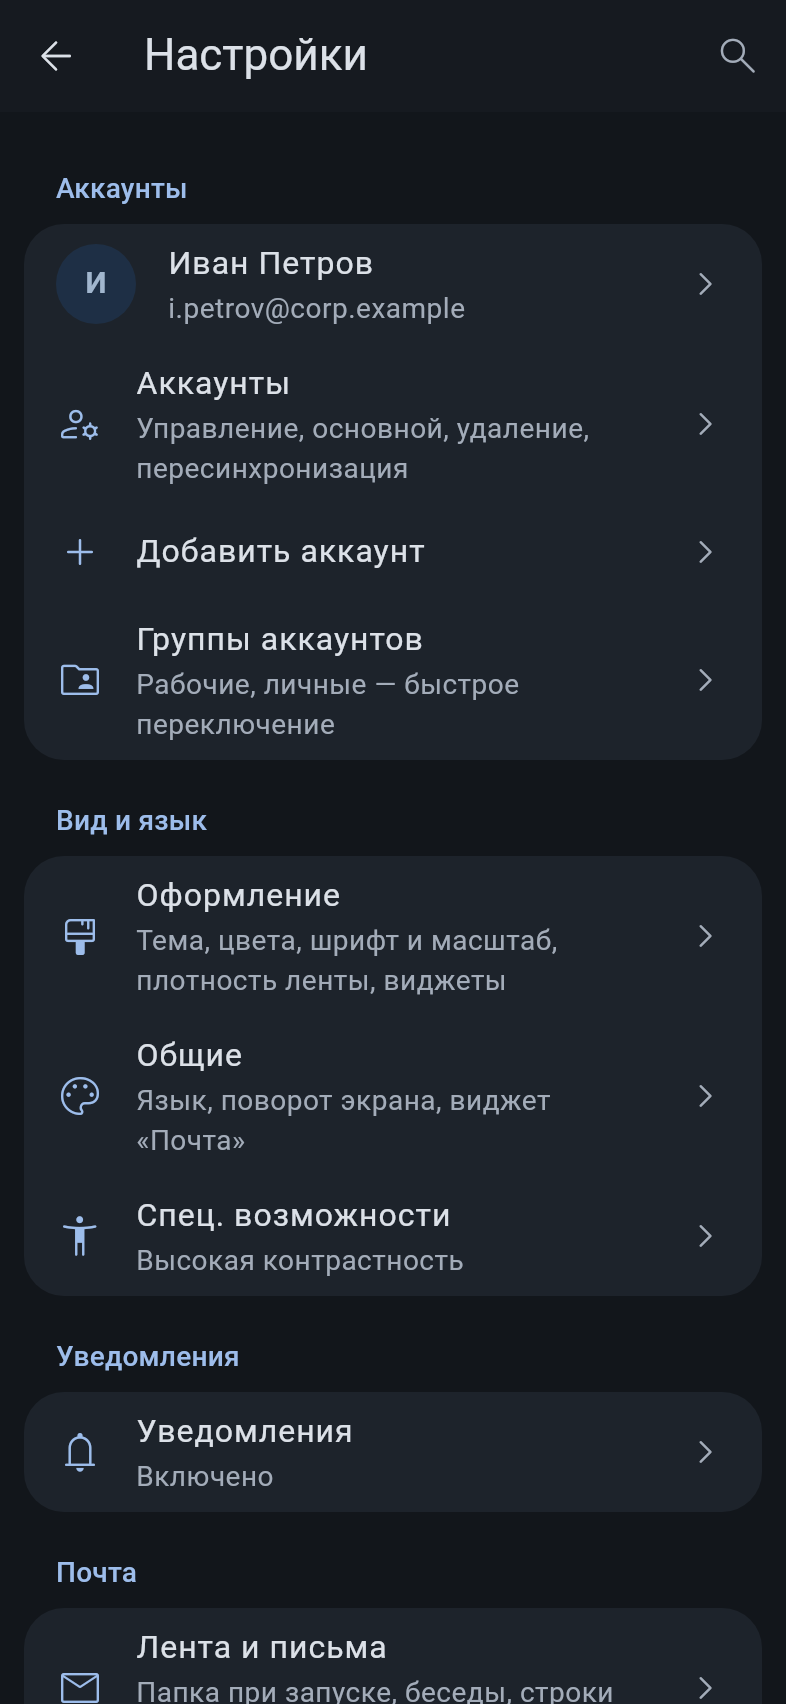 Настройки
Аккаунты
И
Иван Петров
i.petrov@corp.example
Аккаунты
Управление, основной, удаление,
пересинхронизация
Добавить аккаунт
Группы аккаунтов
Рабочие, личные — быстрое
переключение
Вид и язык
Оформление
Тема, цвета, шрифт и масштаб,
плотность ленты, виджеты
Общие
Язык, поворот экрана, виджет
«Почта»
Спец. возможности
Высокая контрастность
Уведомления
Уведомления
Включено
Почта
Лента и письма
Папка при запуске, беседы, строки